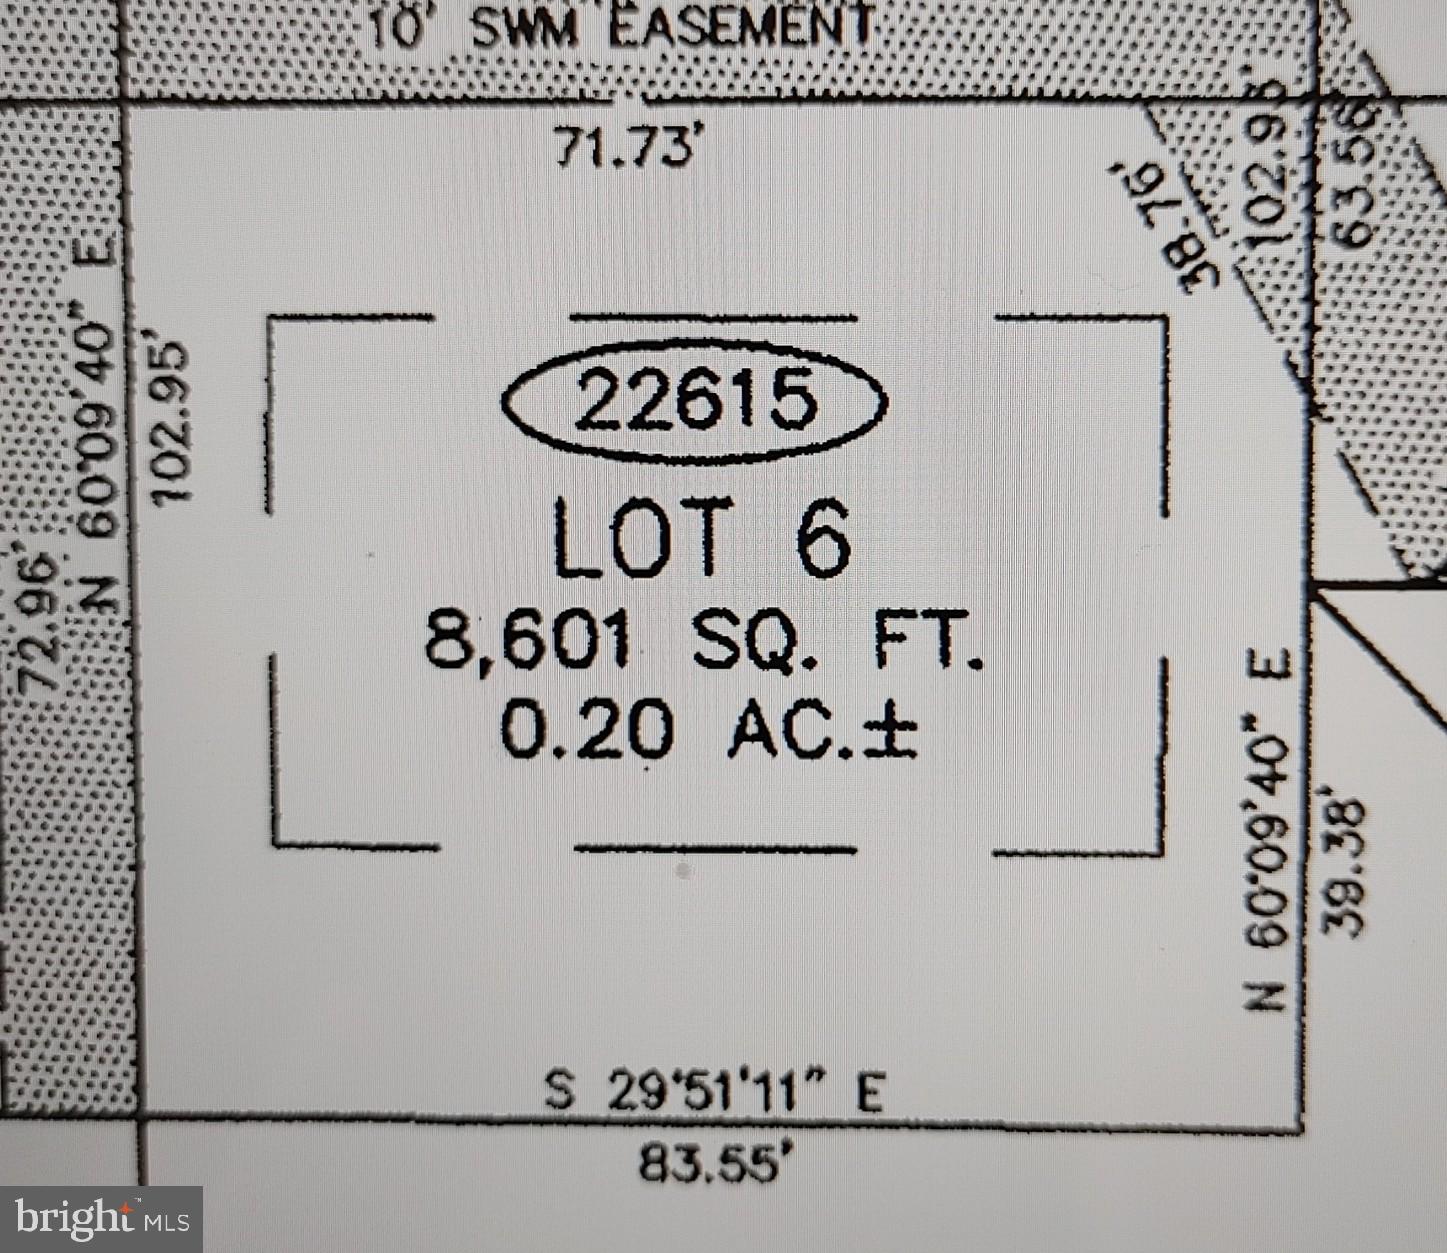 10' SWM EASEMENT
71.73'
38.76'
102.95'
63.56'
N 60°09'40" E
102.95'
72.96'
22615
LOT 6
8,601 SQ. FT.
0.20 AC.±
N 60°09'40" E
39.38'
S 29°51'11" E
83.55'
bright™ MLS